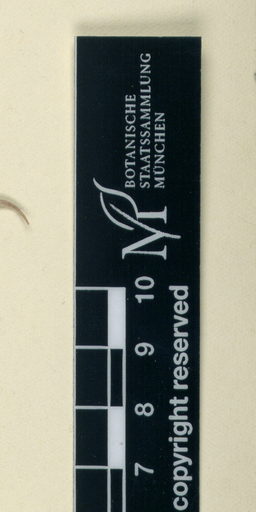 BOTANISCHE
STAATSSAMMLUNG
MÜNCHEN
M
10
9
8
7
copyright reserved